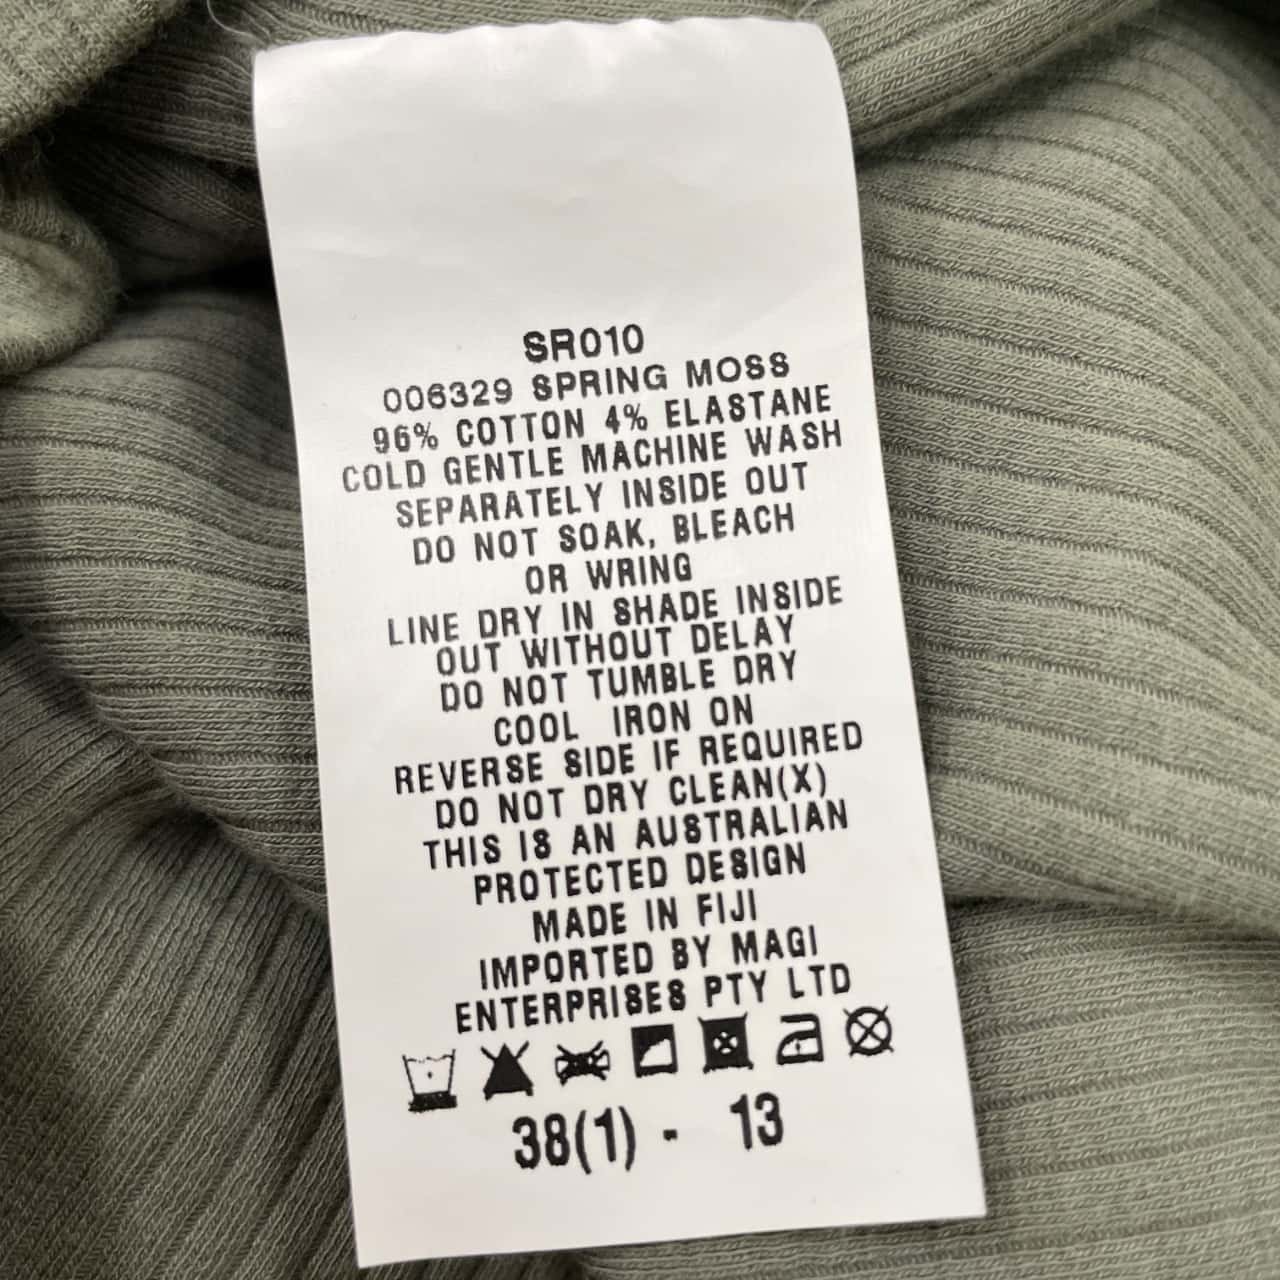 SR010
006329 SPRING MOSS
96% COTTON 4% ELASTANE
COLD GENTLE MACHINE WASH
SEPARATELY INSIDE OUT
DO NOT SOAK, BLEACH
OR WRING
LINE DRY IN SHADE INSIDE
OUT WITHOUT DELAY
DO NOT TUMBLE DRY
COOL IRON ON
REVERSE SIDE IF REQUIRED
DO NOT DRY CLEAN(X)
THIS IS AN AUSTRALIAN
PROTECTED DESIGN
MADE IN FIJI
IMPORTED BY MAGI
ENTERPRISES PTY LTD
38(1) - 13